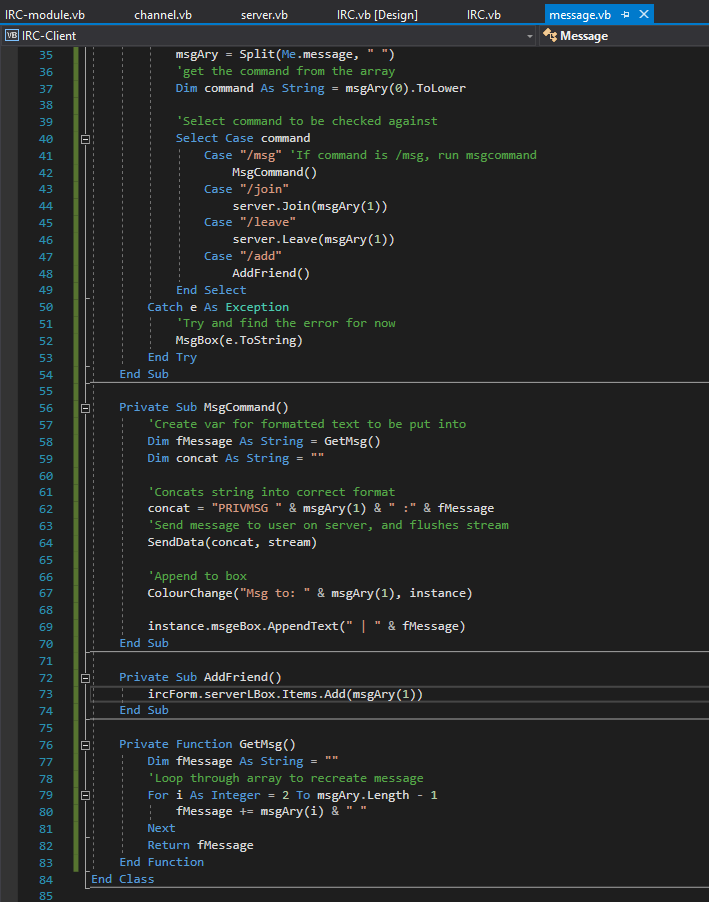 IRC-module.vb channel.vb server.vb IRC.vb [Design] IRC.vb message.vb
VB IRC-Client Message
35 msgAry = Split(Me.message, " ")
36 'get the command from the array
37 Dim command As String = msgAry(0).ToLower
38
39 'Select command to be checked against
40 Select Case command
41 Case "/msg" 'If command is /msg, run msgcommand
42 MsgCommand()
43 Case "/join"
44 server.Join(msgAry(1))
45 Case "/leave"
46 server.Leave(msgAry(1))
47 Case "/add"
48 AddFriend()
49 End Select
50 Catch e As Exception
51 'Try and find the error for now
52 MsgBox(e.ToString)
53 End Try
54 End Sub
55
56 Private Sub MsgCommand()
57 'Create var for formatted text to be put into
58 Dim fMessage As String = GetMsg()
59 Dim concat As String = ""
60
61 'Concats string into correct format
62 concat = "PRIVMSG " & msgAry(1) & " :" & fMessage
63 'Send message to user on server, and flushes stream
64 SendData(concat, stream)
65
66 'Append to box
67 ColourChange("Msg to: " & msgAry(1), instance)
68
69 instance.msgeBox.AppendText(" | " & fMessage)
70 End Sub
71
72 Private Sub AddFriend()
73 ircForm.serverLBox.Items.Add(msgAry(1))
74 End Sub
75
76 Private Function GetMsg()
77 Dim fMessage As String = ""
78 'Loop through array to recreate message
79 For i As Integer = 2 To msgAry.Length - 1
80 fMessage += msgAry(i) & " "
81 Next
82 Return fMessage
83 End Function
84 End Class
85